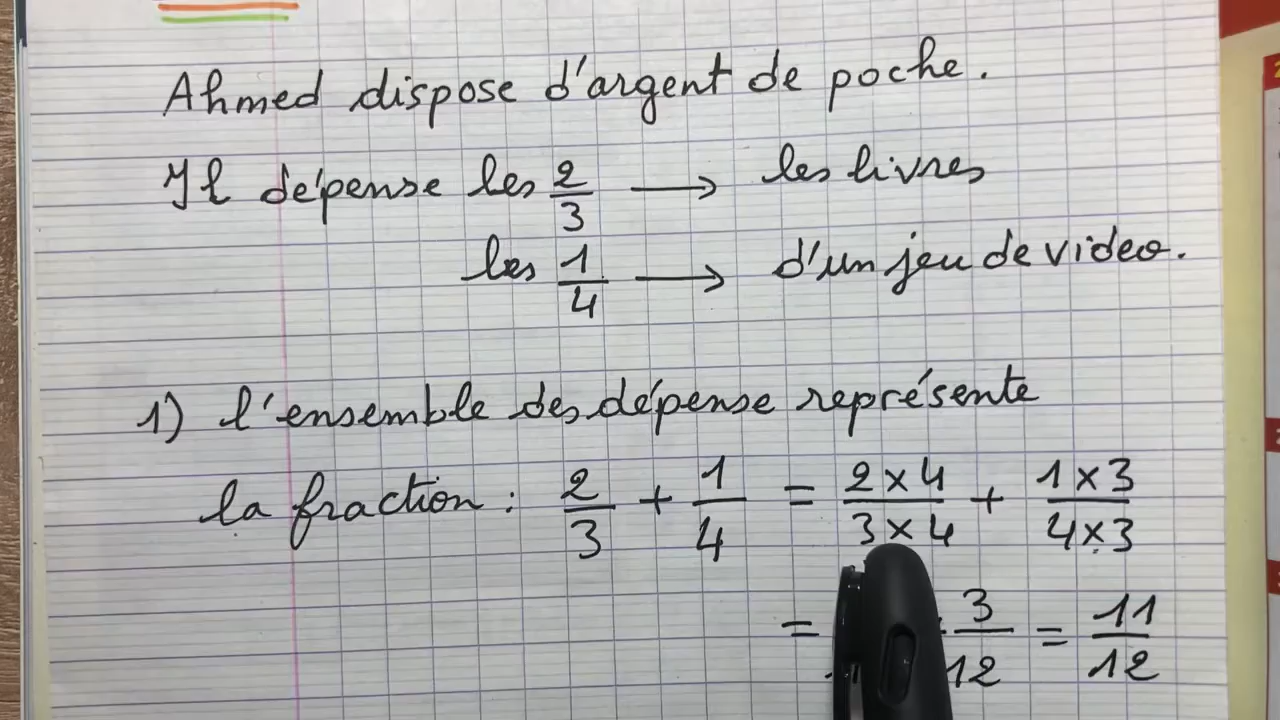 Ahmed dispose d'argent de poche.
Il dépense les 2/3 → les livres
les 1/4 → d'un jeu de video.
1) l'ensemble des dépense représente
la fraction : 2/3 + 1/4 = 2 x 4/3 x 4 + 1 x 3/4 x 3
= 3/12 = 11/12